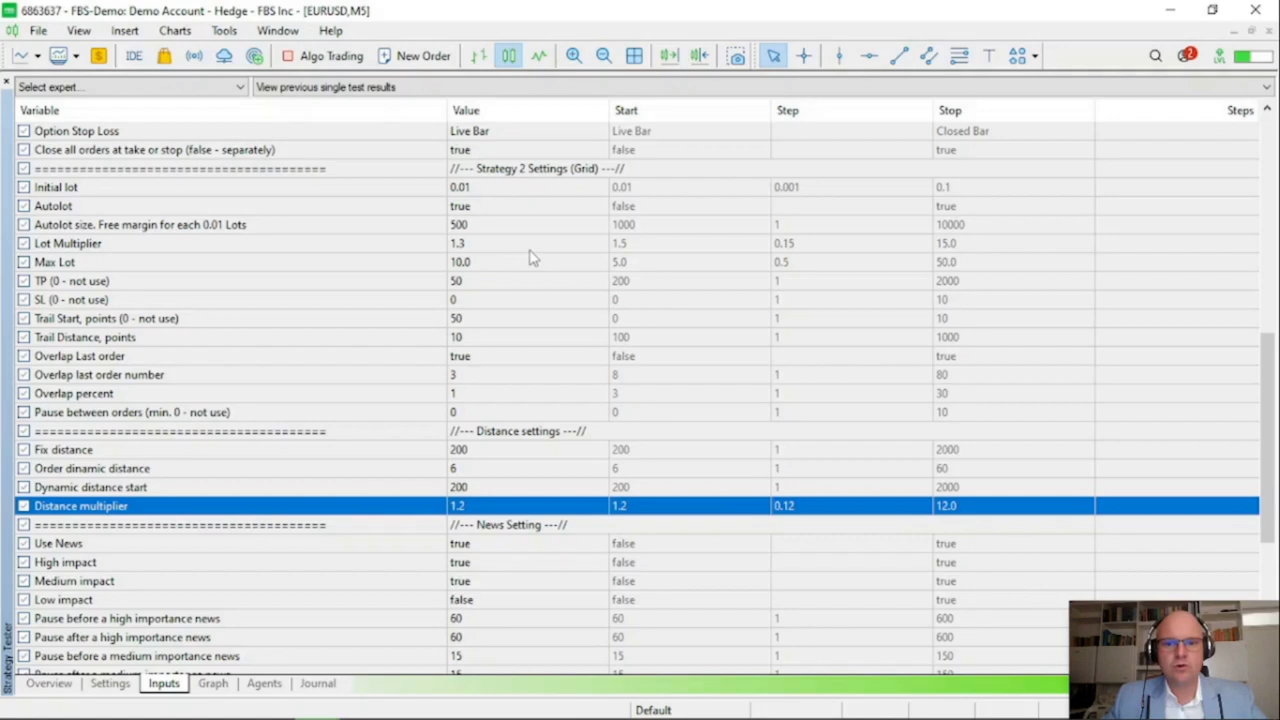 6863637 - FBS-Demo: Demo Account - Hedge - FBS Inc - [EURUSD,M5]
File View Insert Charts Tools Window Help
IDE Algo Trading New Order 2
Select expert... View previous single test results
Variable Value Start Step Stop Steps
Option Stop Loss Live Bar Live Bar Closed Bar
Close all orders at take or stop (false - separately) true false true
======================================= //--- Strategy 2 Settings (Grid) ---//
Initial lot 0.01 0.01 0.001 0.1
Autolot true false true
Autolot size. Free margin for each 0.01 Lots 500 1000 1 10000
Lot Multiplier 1.3 1.5 0.15 15.0
Max Lot 10.0 5.0 0.5 50.0
TP (0 - not use) 50 200 1 2000
SL (0 - not use) 0 0 1 10
Trail Start, points (0 - not use) 50 0 1 10
Trail Distance, points 10 100 1 1000
Overlap Last order true false true
Overlap last order number 3 8 1 80
Overlap percent 1 3 1 30
Pause between orders (min. 0 - not use) 0 0 1 10
======================================= //--- Distance settings ---//
Fix distance 200 200 1 2000
Order dinamic distance 6 6 1 60
Dynamic distance start 200 200 1 2000
Distance multiplier 1.2 1.2 0.12 12.0
======================================= //--- News Setting ---//
Use News true false true
High impact true false true
Medium impact true false true
Low impact false false true
Pause before a high importance news 60 60 1 600
Pause after a high importance news 60 60 1 600
Pause before a medium importance news 15 15 1 150
Strategy Tester
Overview Settings Inputs Graph Agents Journal
Default